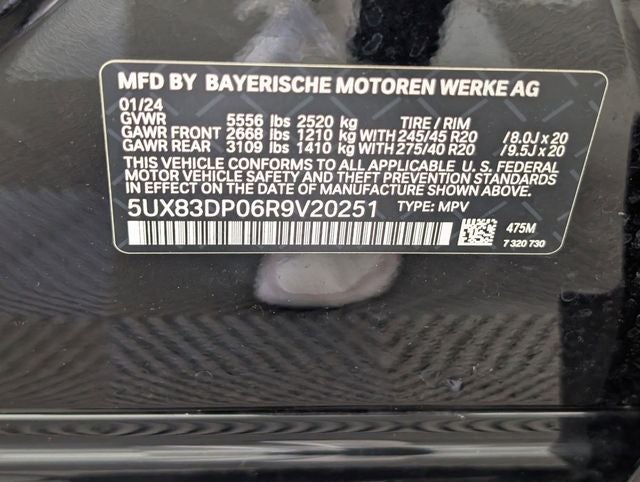 MFD BY BAYERISCHE MOTOREN WERKE AG
01/24
GVWR 5556 lbs 2520 kg TIRE / RIM
GAWR FRONT 2668 lbs 1210 kg WITH 245/45 R20 /8.0J x 20
GAWR REAR 3109 lbs 1410 kg WITH 275/40 R20 /9.5J x 20
THIS VEHICLE CONFORMS TO ALL APPLICABLE U. S. FEDERAL
MOTOR VEHICLE SAFETY AND THEFT PREVENTION STANDARDS IN EFFECT ON THE
DATE OF MANUFACTURE SHOWN ABOVE.
5UX83DP06R9V20251 TYPE: MPV
475M
7 320 730